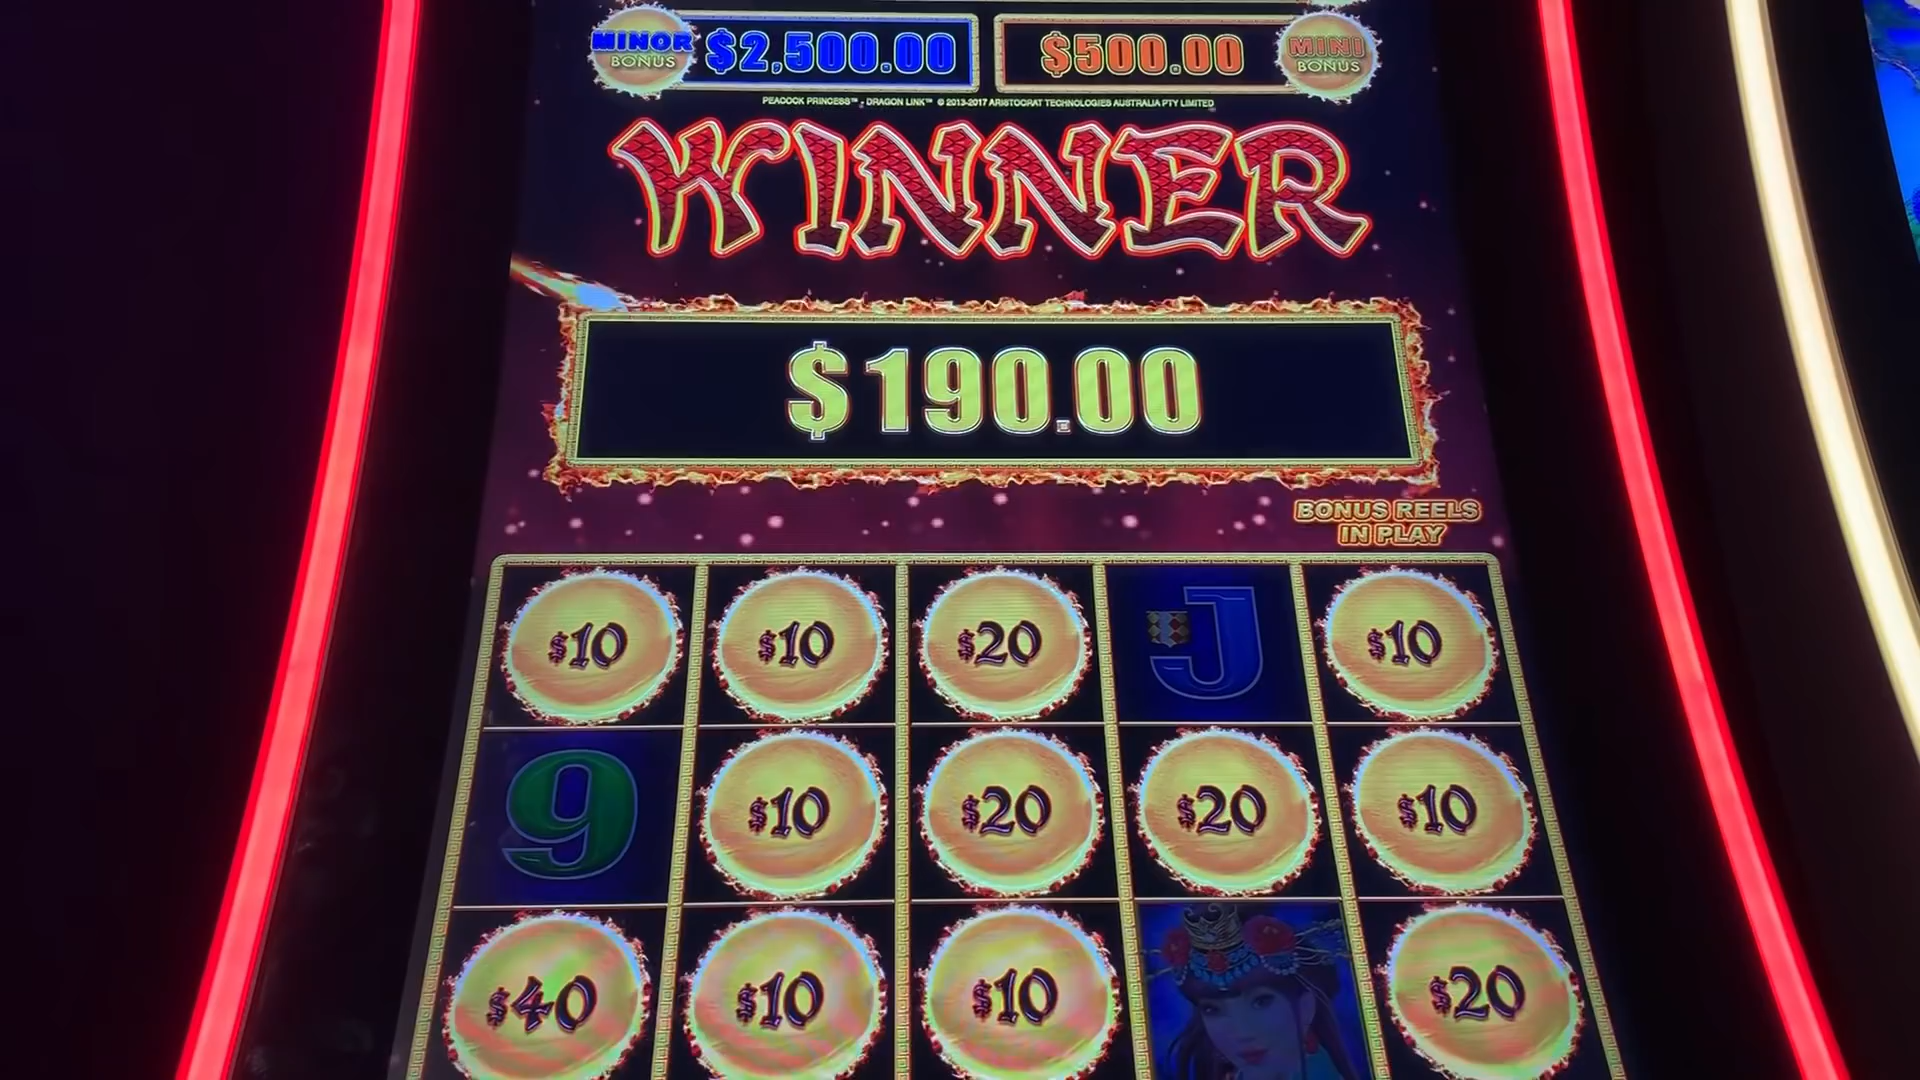 MINOR BONUS $2,500.00 $500.00 MINI BONUS
PEACOCK PRINCESS™ - DRAGON LINK™ © 2013-2017 ARISTOCRAT TECHNOLOGIES AUSTRALIA PTY LIMITED
WINNER
$190.00
BONUS REELS
IN PLAY
$10 $10 $20 J $10
9 $10 $20 $20 $10
$40 $10 $10 $20